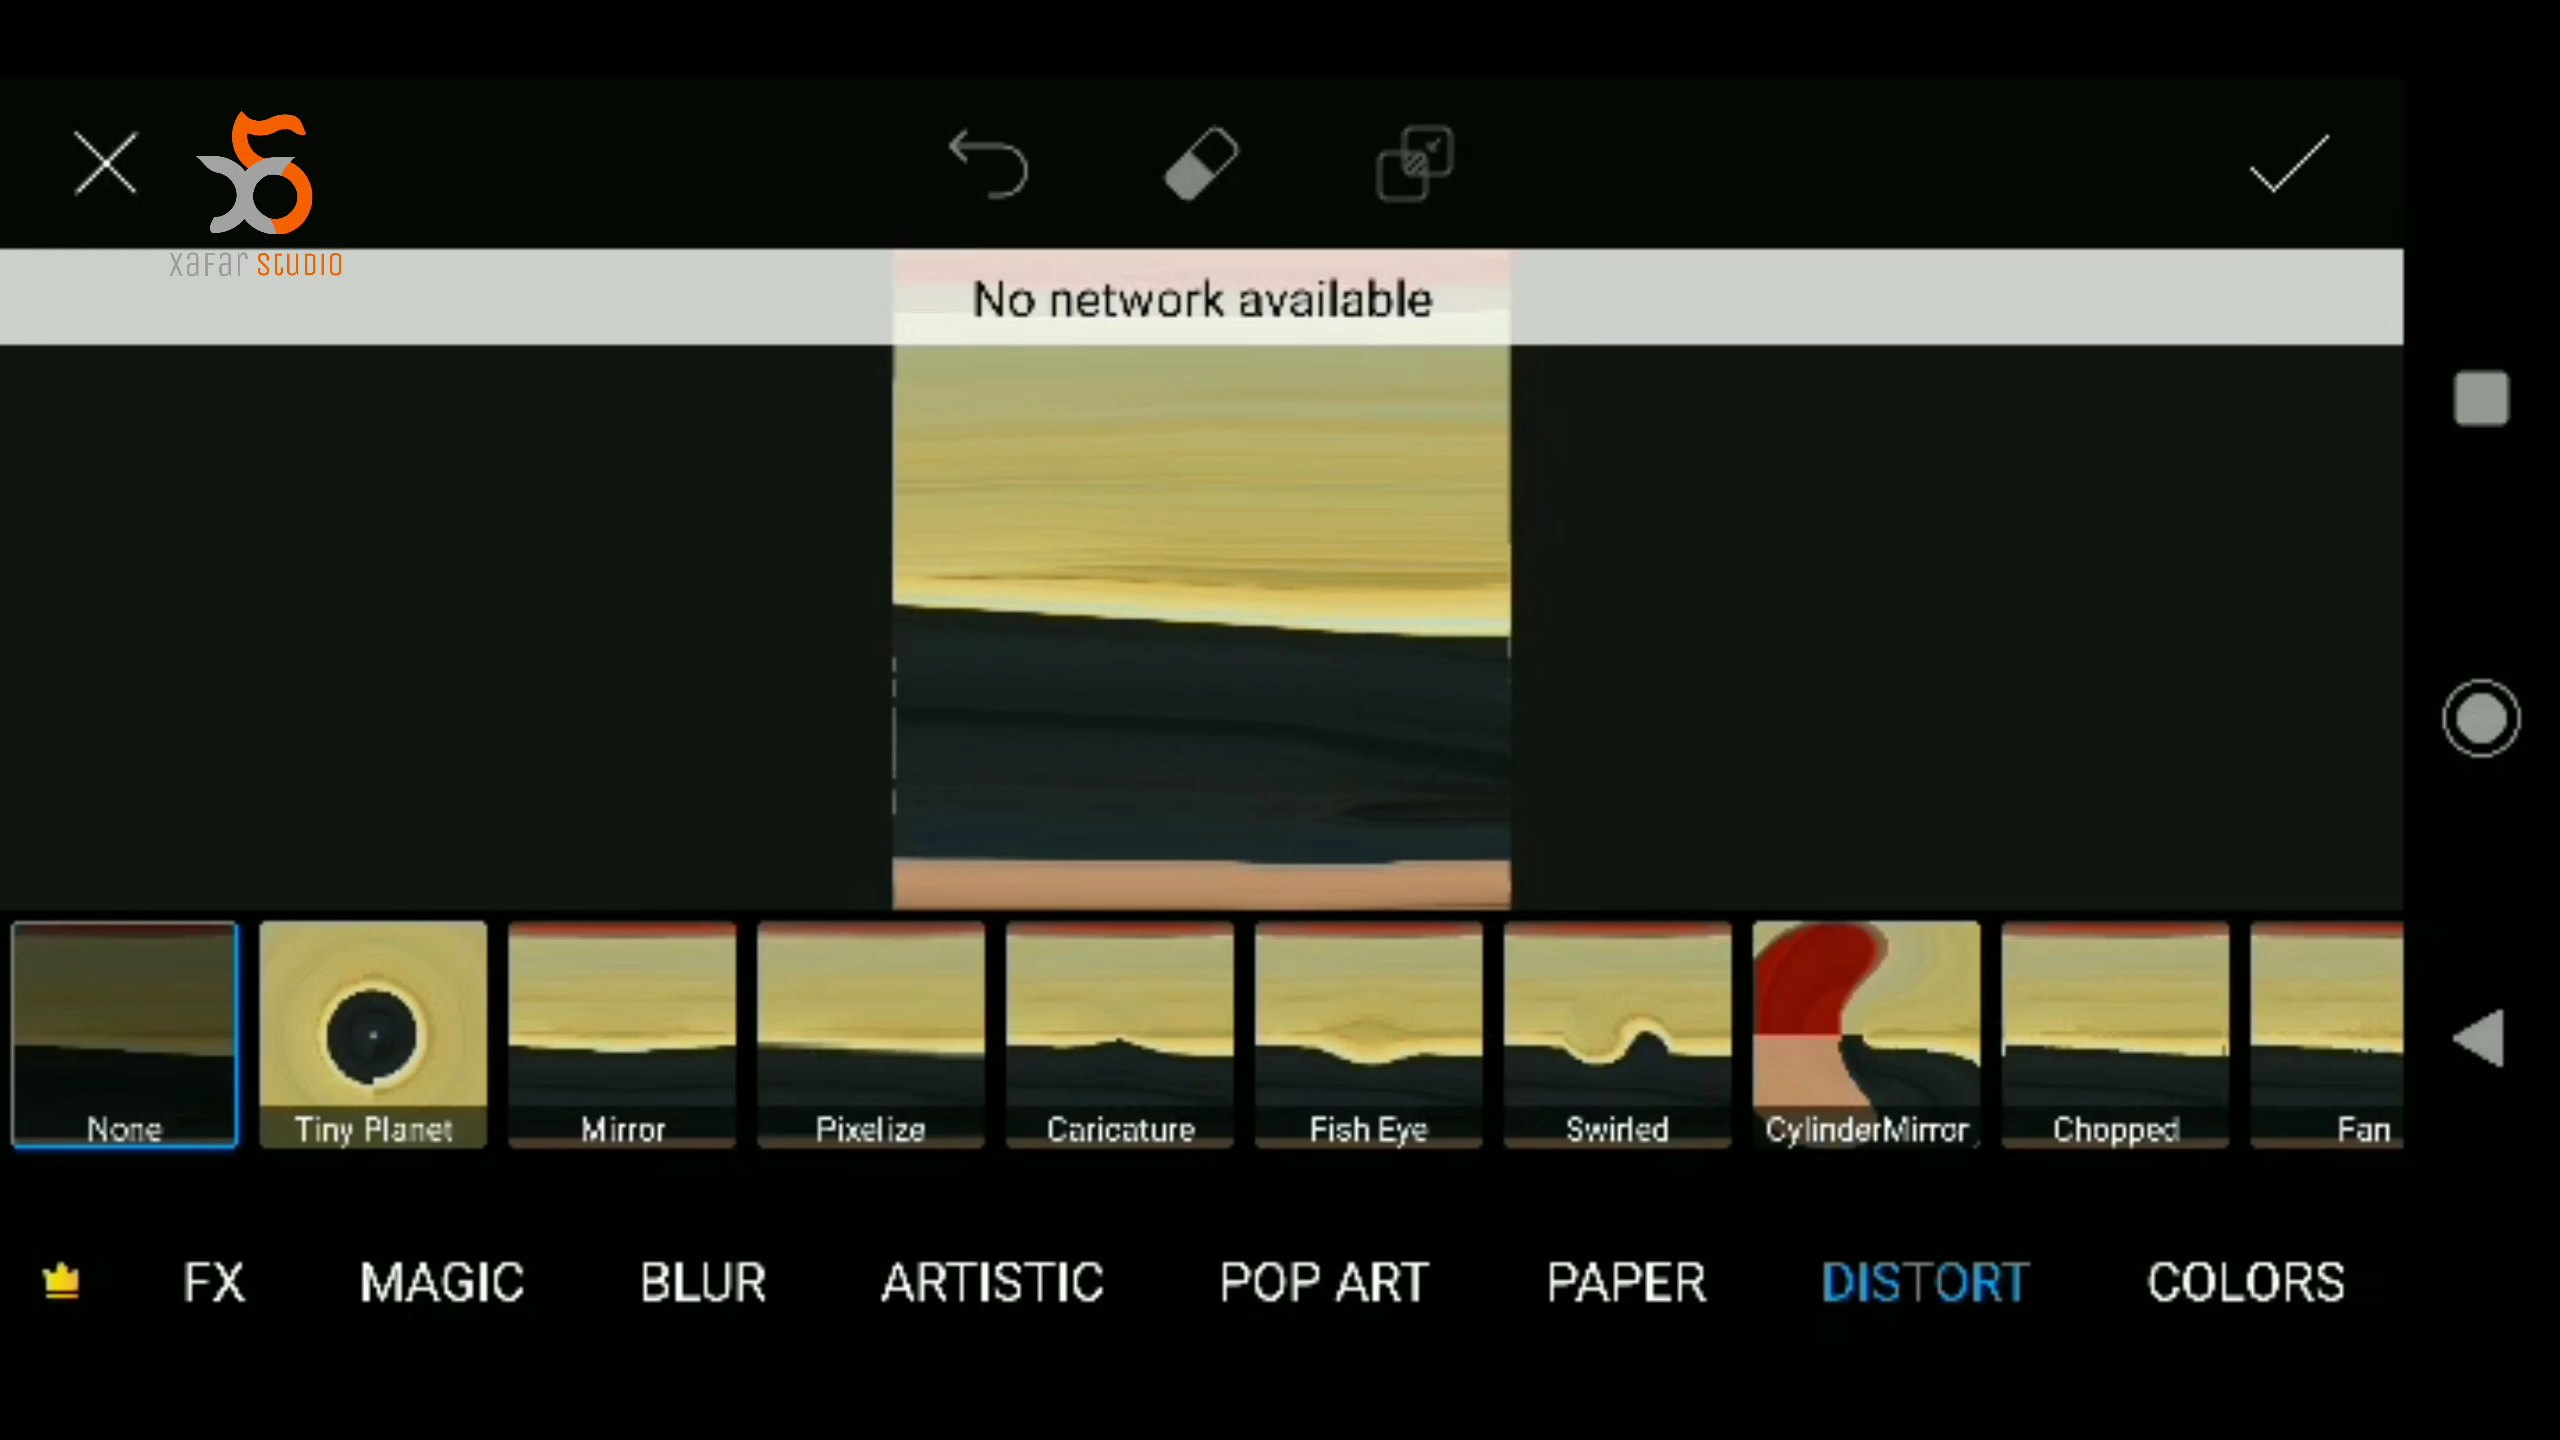 xafar studio
No network available
None
Tiny Planet
Mirror
Pixelize
Caricature
Fish Eye
Swirled
CylinderMirror
Chopped
Fan
FX
MAGIC
BLUR
ARTISTIC
POP ART
PAPER
DISTORT
COLORS